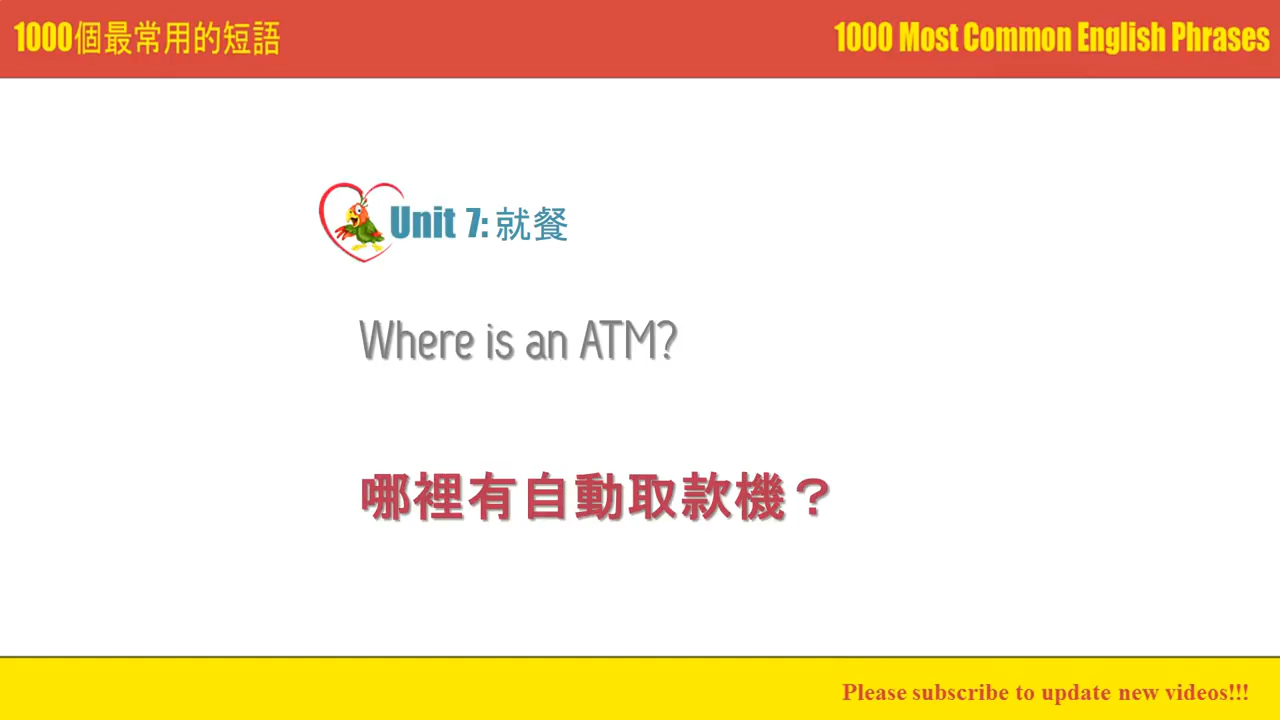 1000個最常用的短語
1000 Most Common English Phrases
Unit 7: 就餐
Where is an ATM?
哪裡有自動取款機？
Please subscribe to update new videos!!!